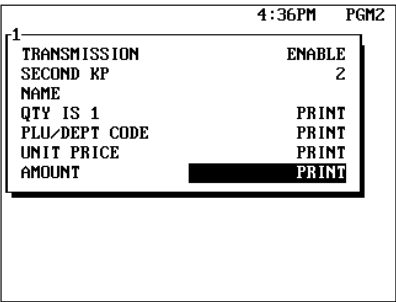 4:36PM PGM2
1
TRANSMISSION ENABLE
SECOND KP 2
NAME
QTY IS 1 PRINT
PLU/DEPT CODE PRINT
UNIT PRICE PRINT
AMOUNT PRINT